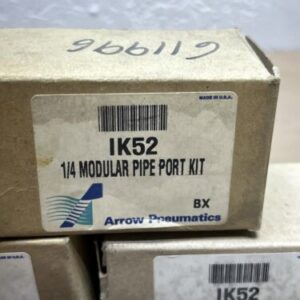 G11996
MADE IN U.S.A.
IK52
1/4 MODULAR PIPE PORT KIT
BX
Arrow Pneumatics
IK52